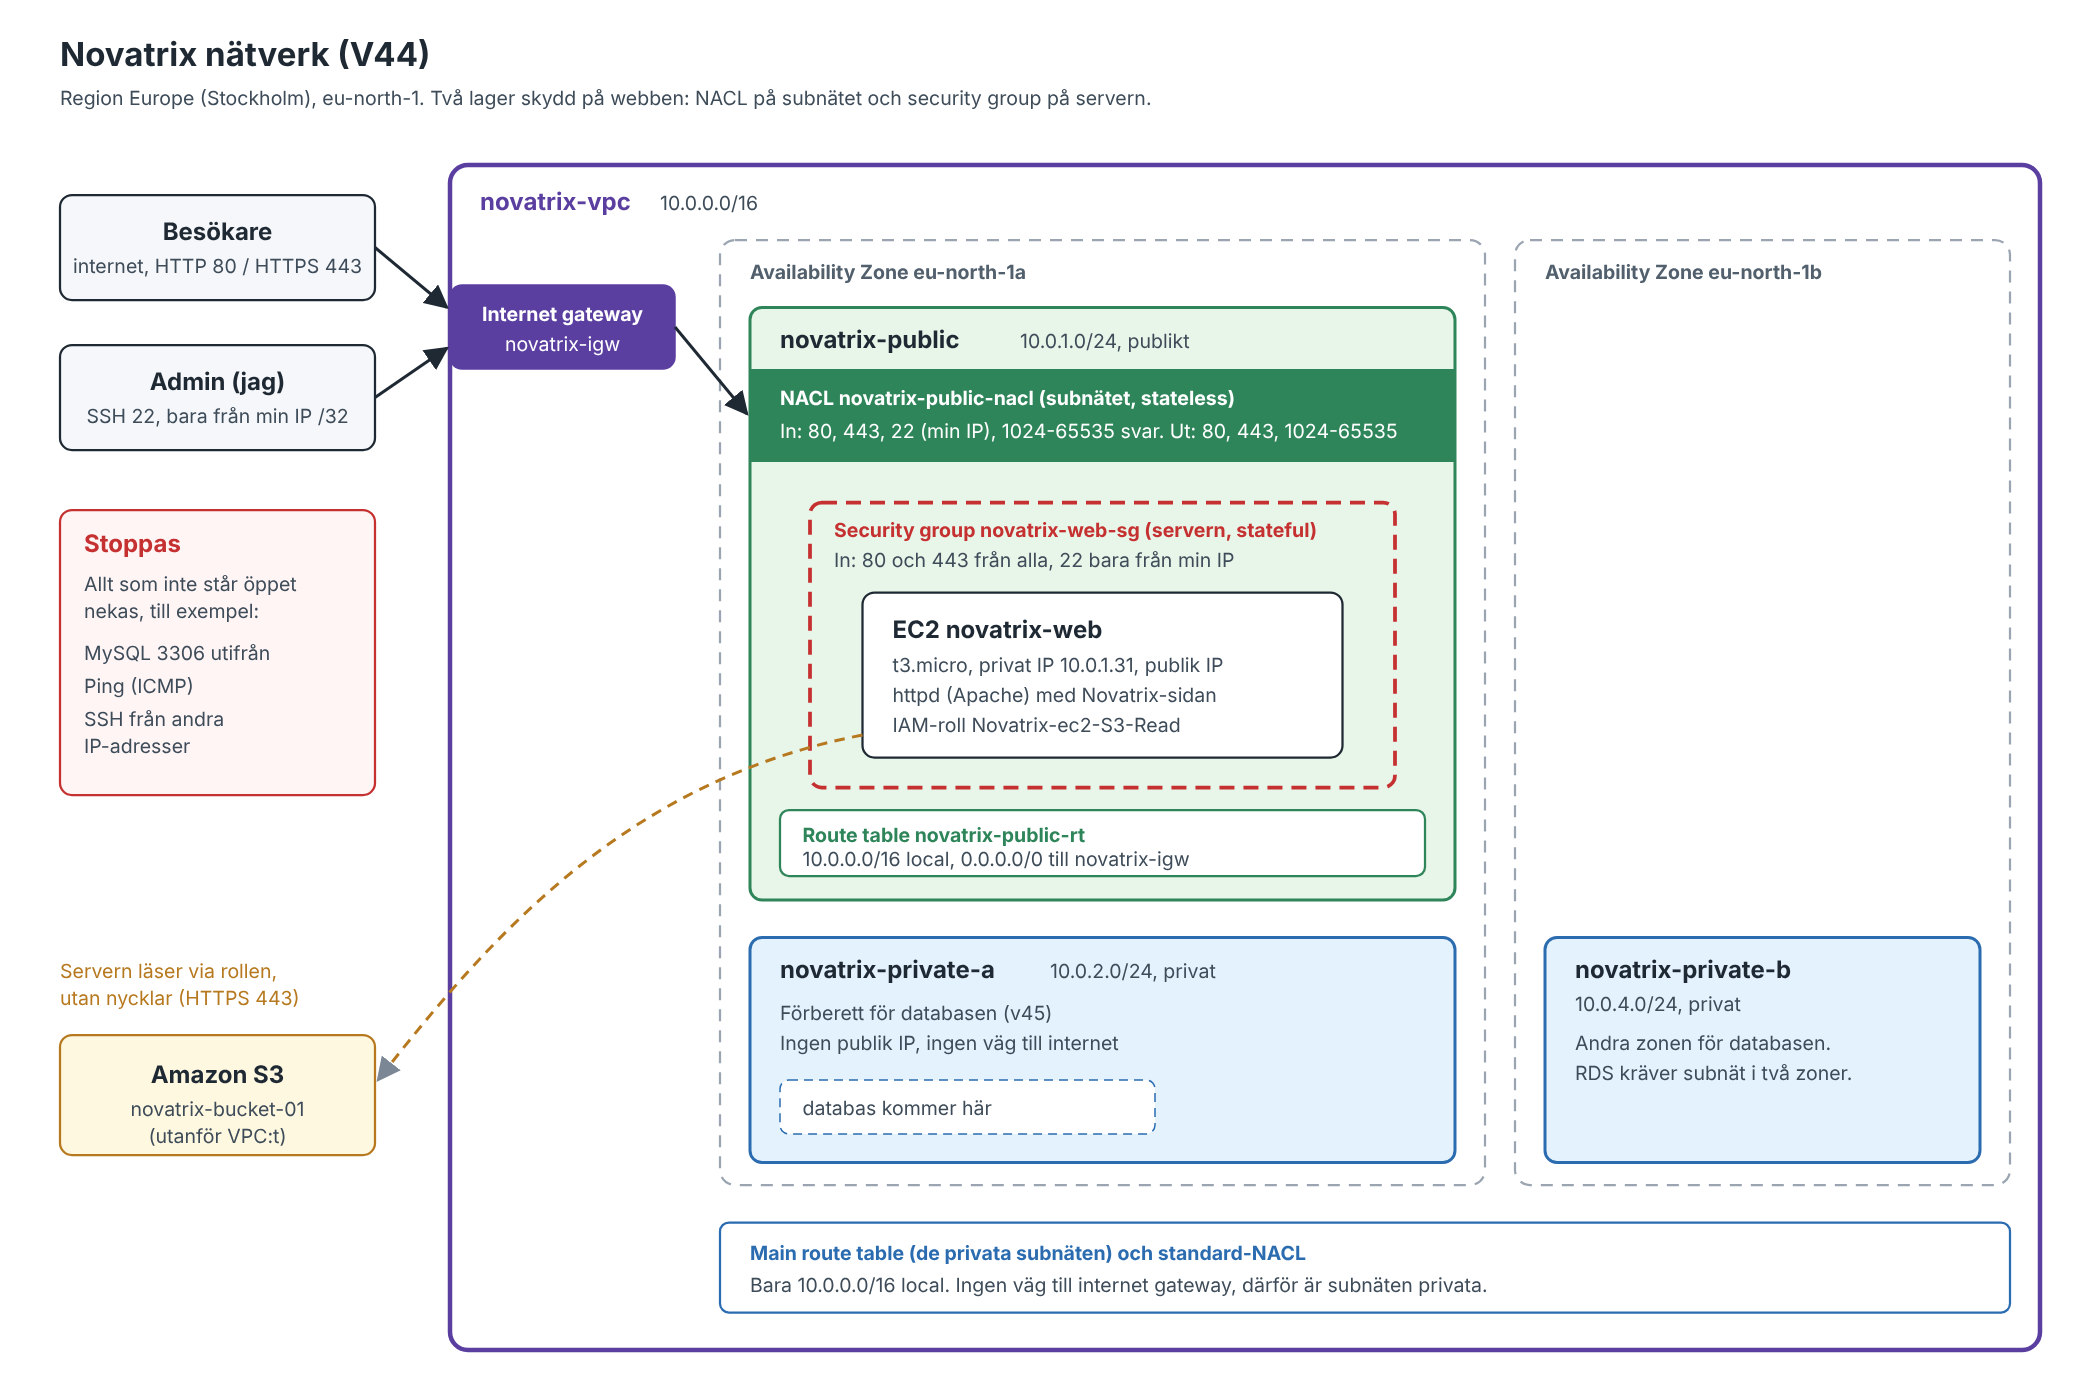 Novatrix nätverk (V44)
Region Europe (Stockholm), eu-north-1. Två lager skydd på webben: NACL på subnätet och security group på servern.
Besökare
internet, HTTP 80 / HTTPS 443
Admin (jag)
SSH 22, bara från min IP /32
Stoppas
Allt som inte står öppet
nekas, till exempel:
MySQL 3306 utifrån
Ping (ICMP)
SSH från andra
IP-adresser
Servern läser via rollen,
utan nycklar (HTTPS 443)
Amazon S3
novatrix-bucket-01
(utanför VPC:t)
novatrix-vpc 10.0.0.0/16
Internet gateway
novatrix-igw
Availability Zone eu-north-1a
novatrix-public 10.0.1.0/24, publikt
NACL novatrix-public-nacl (subnätet, stateless)
In: 80, 443, 22 (min IP), 1024-65535 svar. Ut: 80, 443, 1024-65535
Security group novatrix-web-sg (servern, stateful)
In: 80 och 443 från alla, 22 bara från min IP
EC2 novatrix-web
t3.micro, privat IP 10.0.1.31, publik IP
httpd (Apache) med Novatrix-sidan
IAM-roll Novatrix-ec2-S3-Read
Route table novatrix-public-rt
10.0.0.0/16 local, 0.0.0.0/0 till novatrix-igw
novatrix-private-a 10.0.2.0/24, privat
Förberett för databasen (v45)
Ingen publik IP, ingen väg till internet
databas kommer här
Availability Zone eu-north-1b
novatrix-private-b
10.0.4.0/24, privat
Andra zonen för databasen.
RDS kräver subnät i två zoner.
Main route table (de privata subnäten) och standard-NACL
Bara 10.0.0.0/16 local. Ingen väg till internet gateway, därför är subnäten privata.